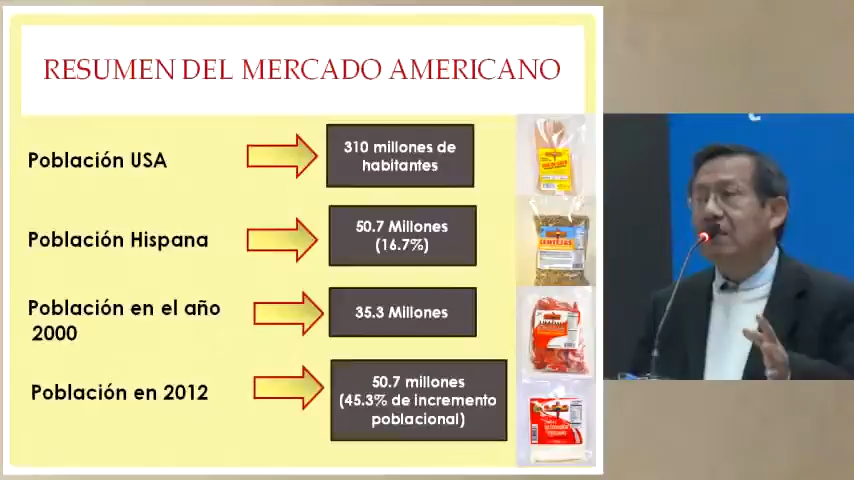 RESUMEN DEL MERCADO AMERICANO
Población USA
310 millones de
habitantes
Población Hispana
50.7 Millones
(16.7%)
Población en el año
2000
35.3 Millones
Población en 2012
50.7 millones
(45.3% de incremento
poblacional)
LENTEJAS